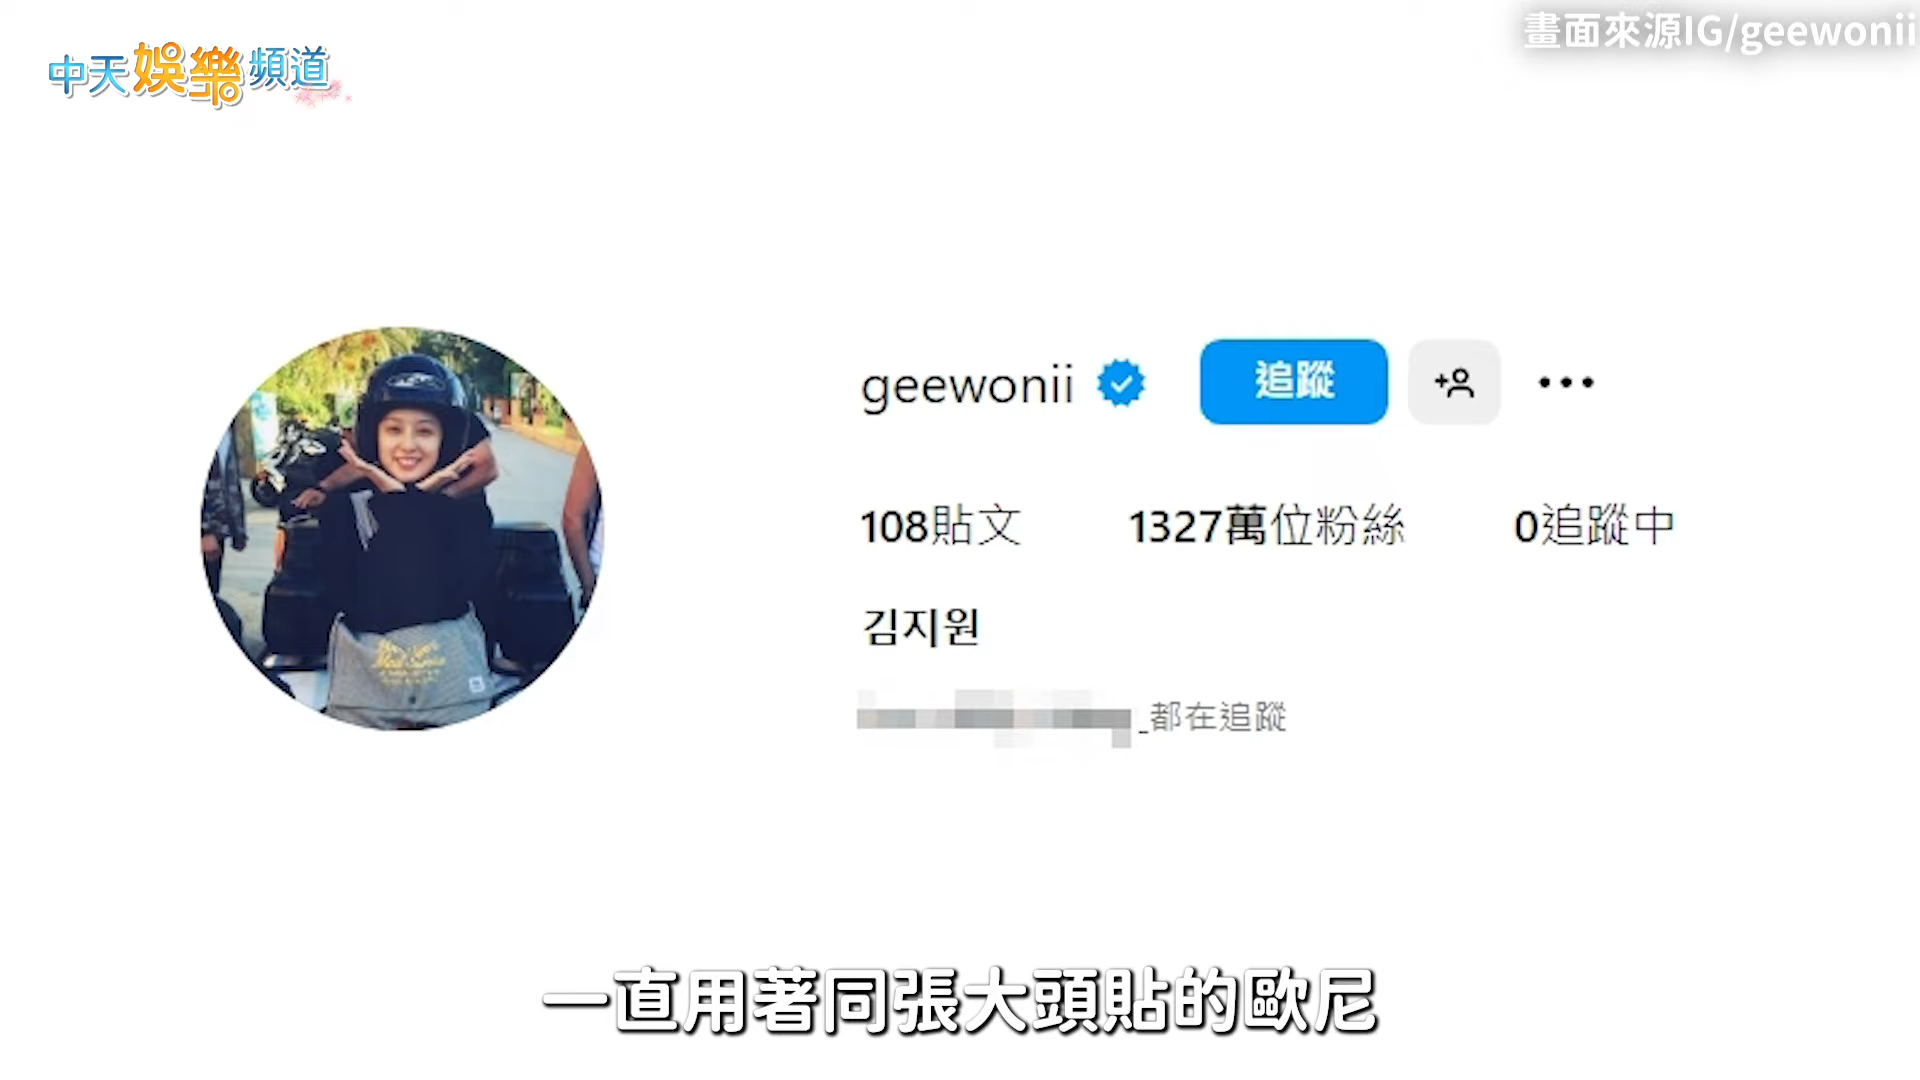 中天娛樂頻道
畫面來源IG/geewonii
geewonii
追蹤
108貼文
1327萬位粉絲
0追蹤中
김지원
_都在追蹤
一直用著同張大頭貼的歐尼